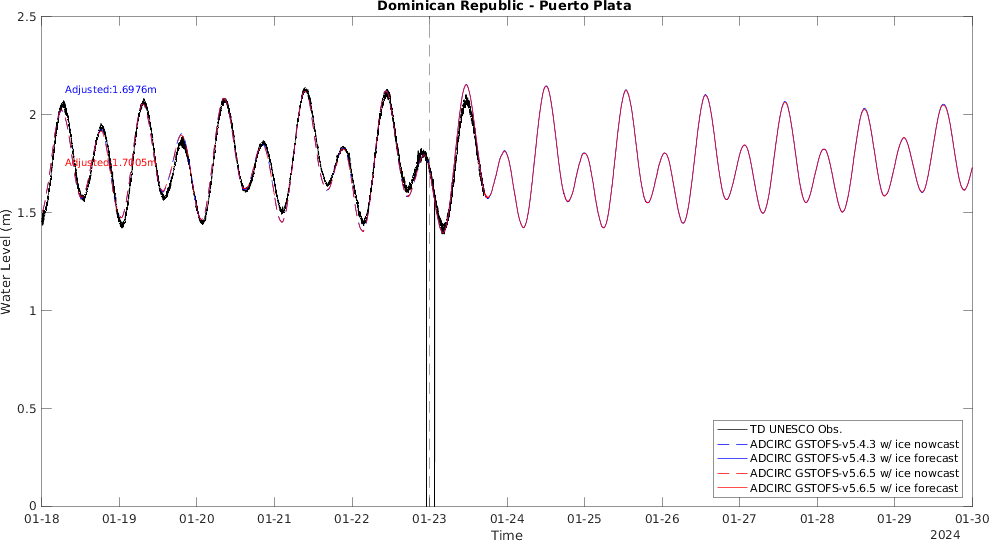 Dominican Republic - Puerto Plata
Water Level (m)
2.5
2
1.5
1
0.5
0
Adjusted:1.6976m
Adjusted:1.7005m
TD UNESCO Obs.
ADCIRC GSTOFS-v5.4.3 w/ ice nowcast
ADCIRC GSTOFS-v5.4.3 w/ ice forecast
ADCIRC GSTOFS-v5.6.5 w/ ice nowcast
ADCIRC GSTOFS-v5.6.5 w/ ice forecast
01-18 01-19 01-20 01-21 01-22 01-23 01-24 01-25 01-26 01-27 01-28 01-29 01-30
Time
2024